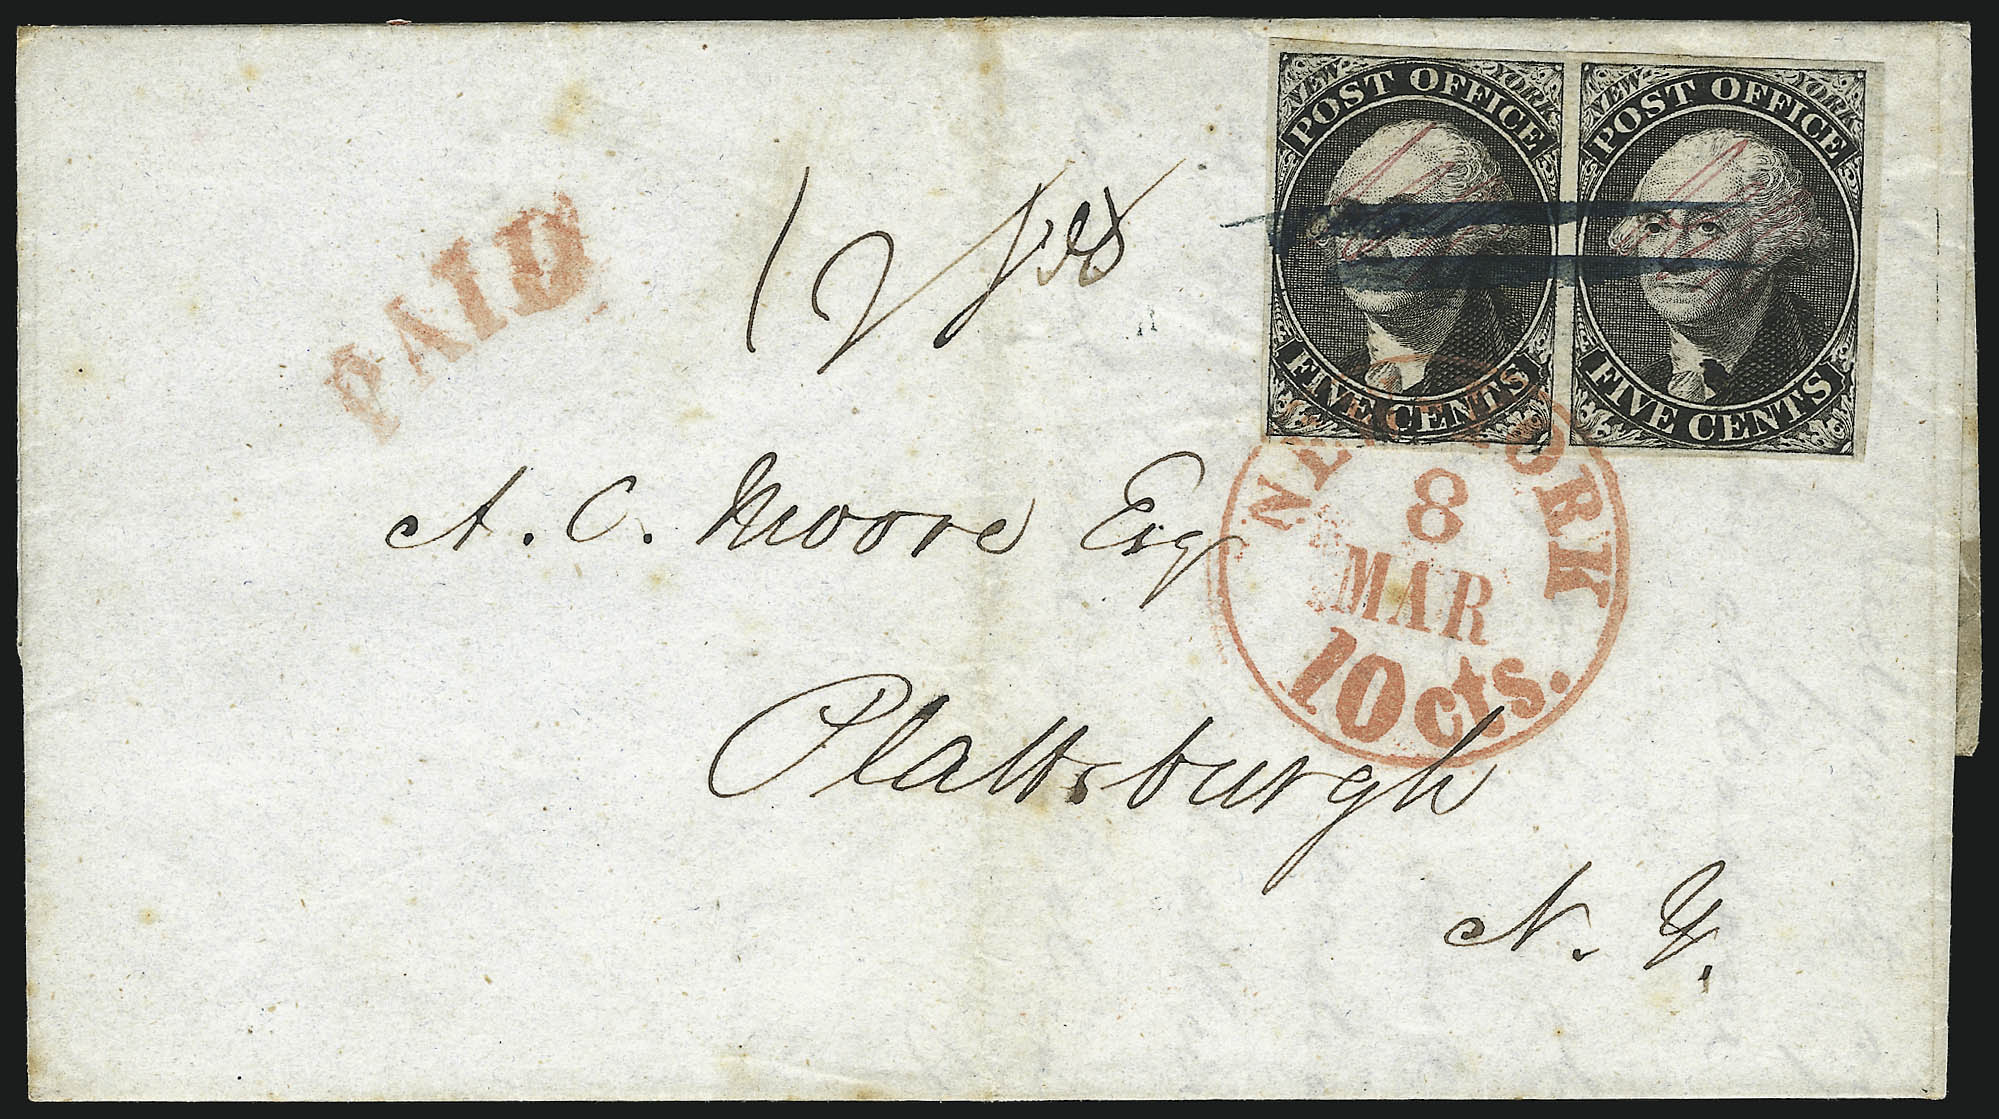 NEW YORK NEW YORK
POST OFFICE POST OFFICE
FIVE CENTS FIVE CENTS
PAID
NEW YORK
8
MAR
10cts.
A. C. Moore Esq
Plattsburgh
N. Y.